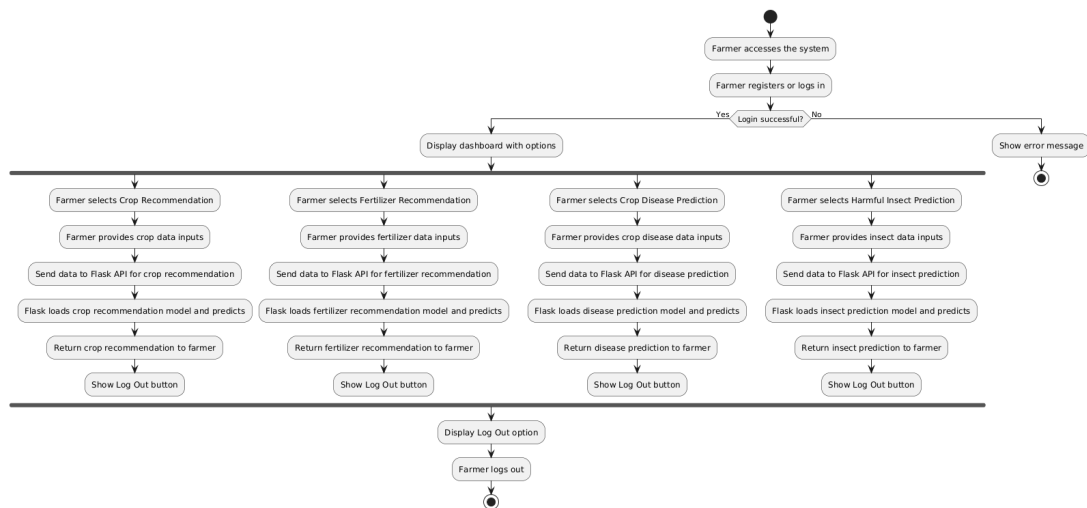 Farmer accesses the system
Farmer registers or logs in
Yes
Login successful?
No
Display dashboard with options
Show error message
Farmer selects Crop Recommendation
Farmer selects Fertilizer Recommendation
Farmer selects Crop Disease Prediction
Farmer selects Harmful Insect Prediction
Farmer provides crop data inputs
Farmer provides fertilizer data inputs
Farmer provides crop disease data inputs
Farmer provides insect data inputs
Send data to Flask API for crop recommendation
Send data to Flask API for fertilizer recommendation
Send data to Flask API for disease prediction
Send data to Flask API for insect prediction
Flask loads crop recommendation model and predicts
Flask loads fertilizer recommendation model and predicts
Flask loads disease prediction model and predicts
Flask loads insect prediction model and predicts
Return crop recommendation to farmer
Return fertilizer recommendation to farmer
Return disease prediction to farmer
Return insect prediction to farmer
Show Log Out button
Show Log Out button
Show Log Out button
Show Log Out button
Display Log Out option
Farmer logs out